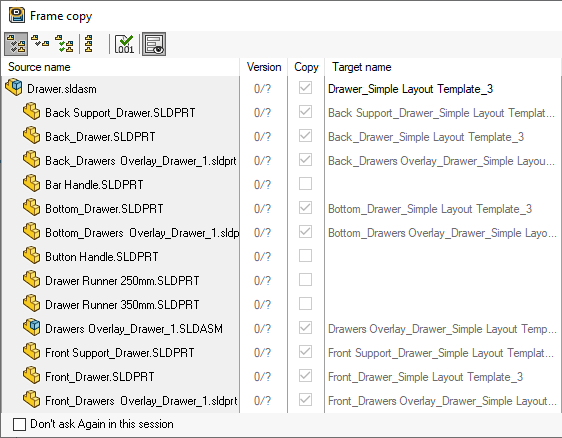 Frame copy
.001
Source name Version Copy Target name
Drawer.sldasm 0/? Drawer_Simple Layout Template_3
Back Support_Drawer.SLDPRT 0/? Back Support_Drawer_Simple Layout Templat...
Back_Drawer.SLDPRT 0/? Back_Drawer_Simple Layout Template_3
Back_Drawers Overlay_Drawer_1.sldprt 0/? Back_Drawers Overlay_Drawer_Simple Layou...
Bar Handle.SLDPRT 0/?
Bottom_Drawer.SLDPRT 0/? Bottom_Drawer_Simple Layout Template_3
Bottom_Drawers Overlay_Drawer_1.sldp 0/? Bottom_Drawers Overlay_Drawer_Simple Layo...
Button Handle.SLDPRT 0/?
Drawer Runner 250mm.SLDPRT 0/?
Drawer Runner 350mm.SLDPRT 0/?
Drawers Overlay_Drawer_1.SLDASM 0/? Drawers Overlay_Drawer_Simple Layout Temp...
Front Support_Drawer.SLDPRT 0/? Front Support_Drawer_Simple Layout Templat...
Front_Drawer.SLDPRT 0/? Front_Drawer_Simple Layout Template_3
Front_Drawers Overlay_Drawer_1.sldprt 0/? Front_Drawers Overlay_Drawer_Simple Layou...
Don't ask Again in this session